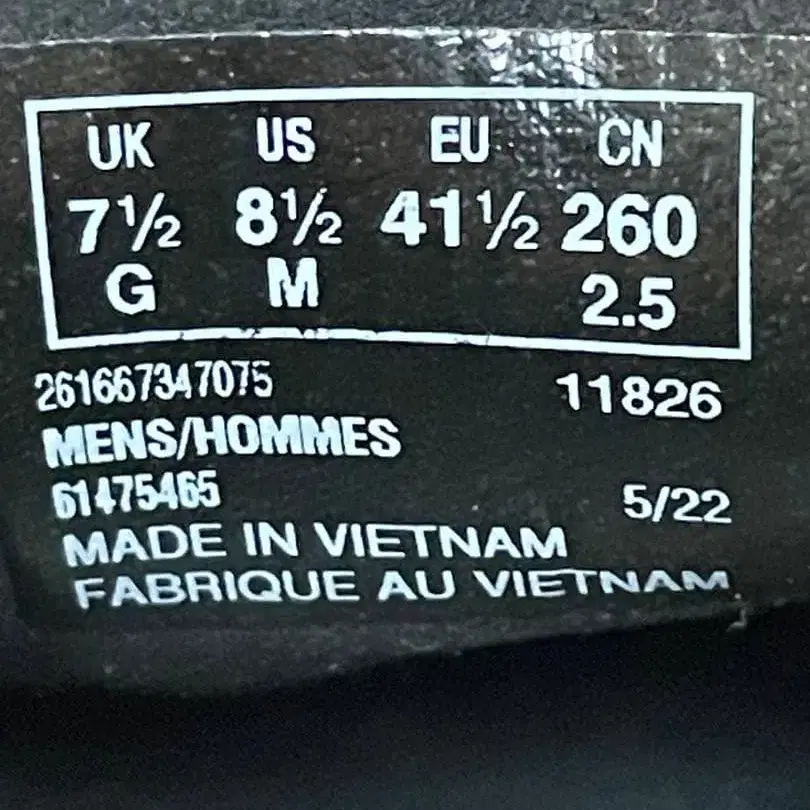 UK US EU CN
7½ 8½ 41½ 260
G M 2.5
261667347075 11826
MENS/HOMMES
61475465 5/22
MADE IN VIETNAM
FABRIQUE AU VIETNAM